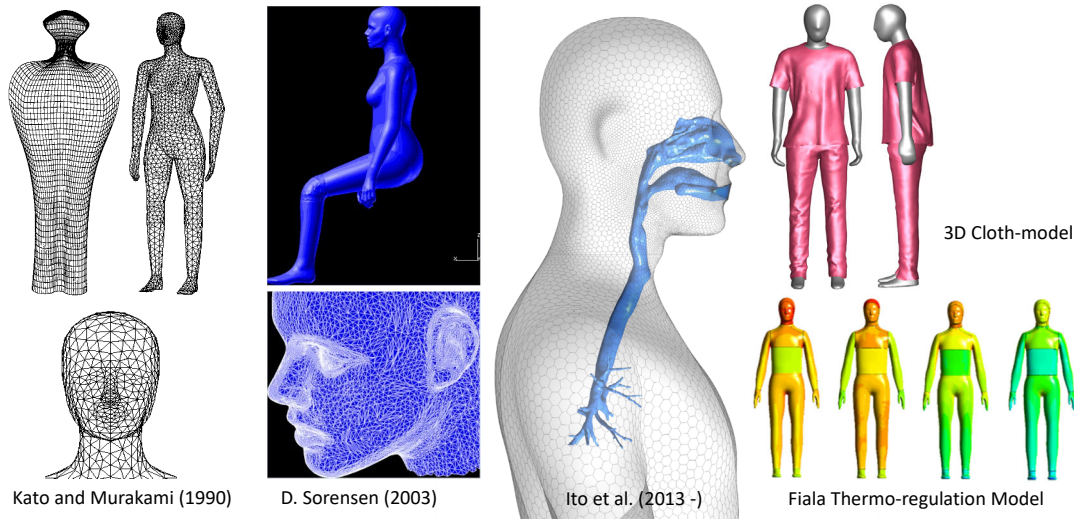 3D Cloth-model
Kato and Murakami (1990)
D. Sorensen (2003)
Ito et al. (2013 -)
Fiala Thermo-regulation Model